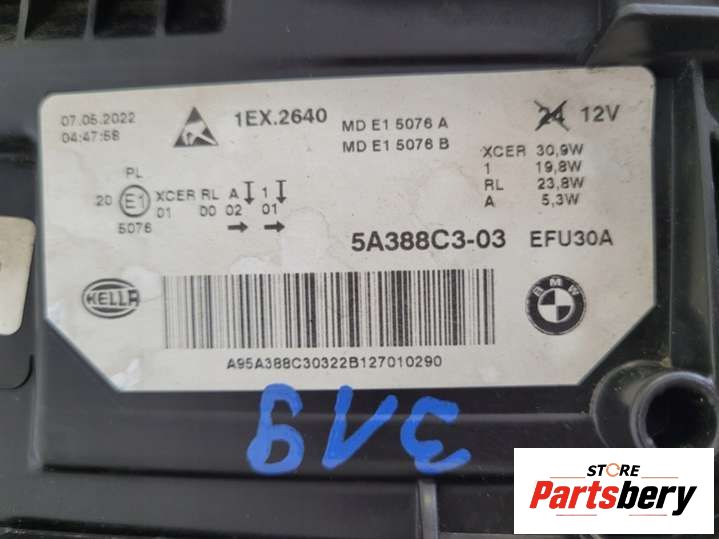 07.05.2022
04:47:58
1EX.2640
MD E1 5076 A
MD E1 5076 B
24 12V
XCER 30,9W
1 19,8W
RL 23,8W
A 5,3W
PL
20 E1 XCER RL A 1
01 00 02 01
5076
5A388C3-03 EFU30A
HELLA
BMW
A95A388C30322B127010290
319
STORE
Partsbery